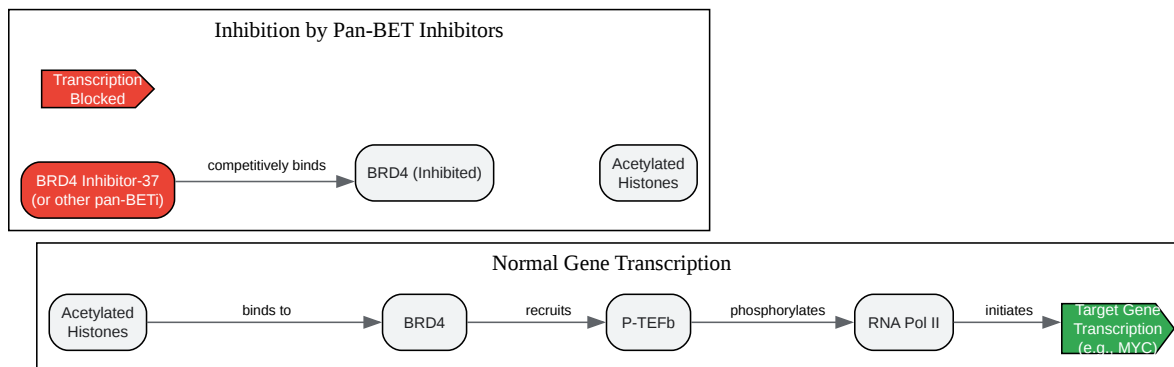 Inhibition by Pan-BET Inhibitors
Transcription
Blocked
competitively binds
BRD4 Inhibitor-37
(or other pan-BETi)
BRD4 (Inhibited)
Acetylated
Histones
Normal Gene Transcription
Acetylated
Histones
binds to
BRD4
recruits
P-TEFb
phosphorylates
RNA Pol II
initiates
Target Gene
Transcription
(e.g., MYC)